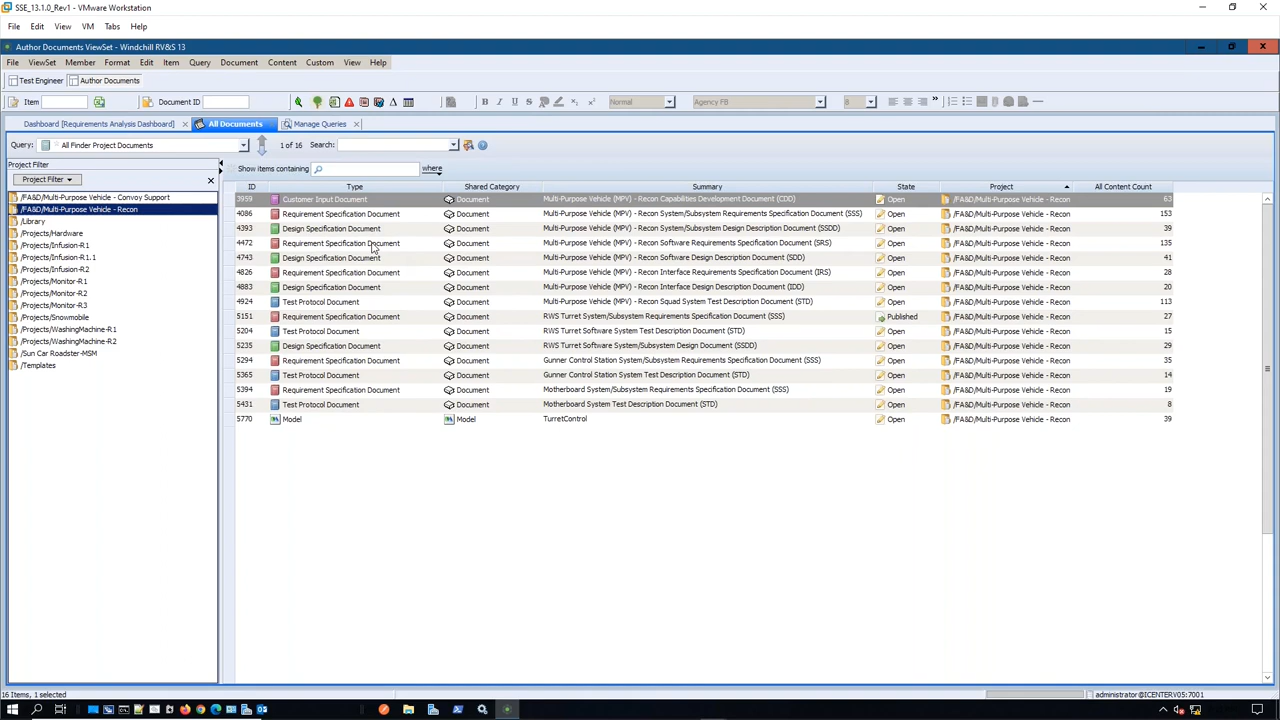 SSE_13.1.0_Rev1 - VMware Workstation
File Edit View VM Tabs Help
Author Documents ViewSet - Windchill RV&S 13
File ViewSet Member Format Edit Item Query Document Content Custom View Help
Test Engineer Author Documents
Item Document ID B I U S Normal Agency FB 8
Dashboard [Requirements Analysis Dashboard] All Documents Manage Queries
Query: All Finder Project Documents 1 of 16 Search:
Project Filter
Show items containing where
Project Filter
ID Type Shared Category Summary State Project All Content Count
/FA&D/Multi-Purpose Vehicle - Convoy Support
/FA&D/Multi-Purpose Vehicle - Recon
/Library
/Projects/Hardware
/Projects/Infusion-R1
/Projects/Infusion-R1.1
/Projects/Infusion-R2
/Projects/Monitor-R1
/Projects/Monitor-R2
/Projects/Monitor-R3
/Projects/Snowmobile
/Projects/WashingMachine-R1
/Projects/WashingMachine-R2
/Sun Car Roadster-MSM
/Templates
3959 Customer Input Document Document Multi-Purpose Vehicle (MPV) - Recon Capabilities Development Document (CDD) Open /FA&D/Multi-Purpose Vehicle - Recon 63
4086 Requirement Specification Document Document Multi-Purpose Vehicle (MPV) - Recon System/Subsystem Requirements Specification Document (SSS) Open /FA&D/Multi-Purpose Vehicle - Recon 153
4393 Design Specification Document Document Multi-Purpose Vehicle (MPV) - Recon System/Subsystem Design Description Document (SSDD) Open /FA&D/Multi-Purpose Vehicle - Recon 39
4472 Requirement Specification Document Document Multi-Purpose Vehicle (MPV) - Recon Software Requirements Specification Document (SRS) Open /FA&D/Multi-Purpose Vehicle - Recon 135
4743 Design Specification Document Document Multi-Purpose Vehicle (MPV) - Recon Software Design Description Document (SDD) Open /FA&D/Multi-Purpose Vehicle - Recon 41
4826 Requirement Specification Document Document Multi-Purpose Vehicle (MPV) - Recon Interface Requirements Specification Document (IRS) Open /FA&D/Multi-Purpose Vehicle - Recon 28
4883 Design Specification Document Document Multi-Purpose Vehicle (MPV) - Recon Interface Design Description Document (IDD) Open /FA&D/Multi-Purpose Vehicle - Recon 20
4924 Test Protocol Document Document Multi-Purpose Vehicle (MPV) - Recon Squad System Test Description Document (STD) Open /FA&D/Multi-Purpose Vehicle - Recon 113
5151 Requirement Specification Document Document RWS Turret System/Subsystem Requirements Specification Document (SSS) Published /FA&D/Multi-Purpose Vehicle - Recon 27
5204 Test Protocol Document Document RWS Turret Software System Test Description Document (STD) Open /FA&D/Multi-Purpose Vehicle - Recon 15
5235 Design Specification Document Document RWS Turret Software System/Subsystem Design Description Document (SSDD) Open /FA&D/Multi-Purpose Vehicle - Recon 29
5294 Requirement Specification Document Document Gunner Control Station System/Subsystem Requirements Specification Document (SSS) Open /FA&D/Multi-Purpose Vehicle - Recon 35
5365 Test Protocol Document Document Gunner Control Station System Test Description Document (STD) Open /FA&D/Multi-Purpose Vehicle - Recon 14
5394 Requirement Specification Document Document Motherboard System/Subsystem Requirements Specification Document (SSS) Open /FA&D/Multi-Purpose Vehicle - Recon 19
5431 Test Protocol Document Document Motherboard System Test Description Document (STD) Open /FA&D/Multi-Purpose Vehicle - Recon 8
5770 Model Model TurretControl Open /FA&D/Multi-Purpose Vehicle - Recon 39
16 Items, 1 selected administrator@ICENTERV05:7001